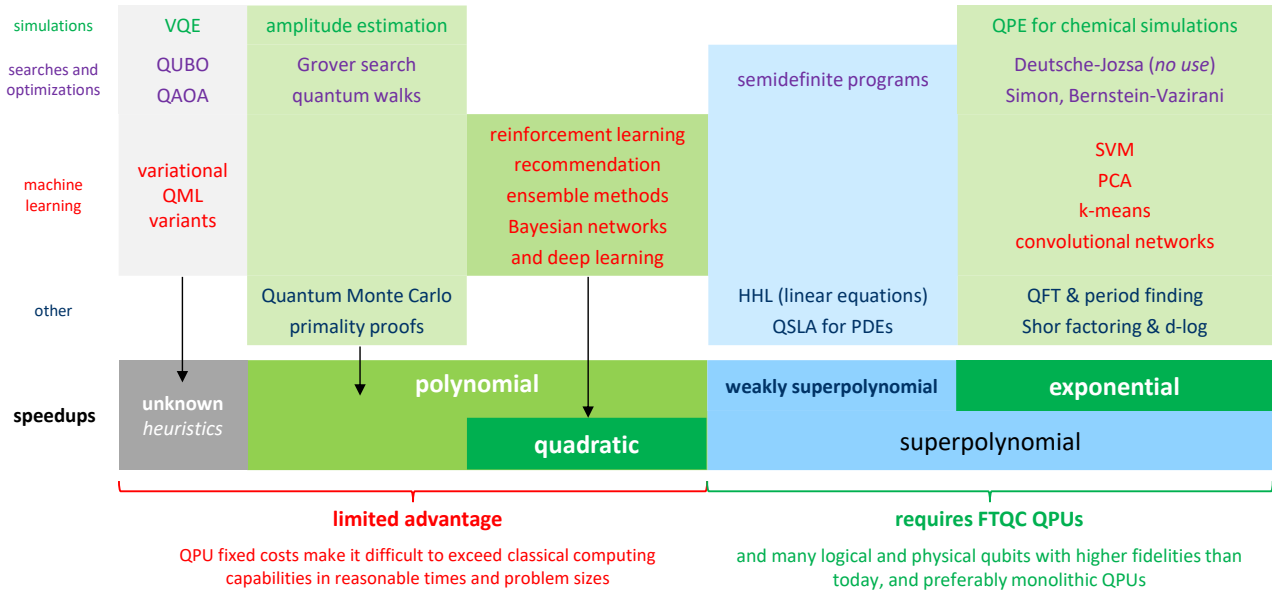 simulations
VQE
amplitude estimation
QPE for chemical simulations
searches and
optimizations
QUBO
QAOA
Grover search
quantum walks
semidefinite programs
Deutsche-Jozsa (no use)
Simon, Bernstein-Vazirani
machine
learning
variational
QML
variants
reinforcement learning
recommendation
ensemble methods
Bayesian networks
and deep learning
SVM
PCA
k-means
convolutional networks
other
Quantum Monte Carlo
primality proofs
HHL (linear equations)
QSLA for PDEs
QFT & period finding
Shor factoring & d-log
speedups
unknown
heuristics
polynomial
quadratic
weakly superpolynomial
exponential
superpolynomial
limited advantage
QPU fixed costs make it difficult to exceed classical computing
capabilities in reasonable times and problem sizes
requires FTQC QPUs
and many logical and physical qubits with higher fidelities than
today, and preferably monolithic QPUs